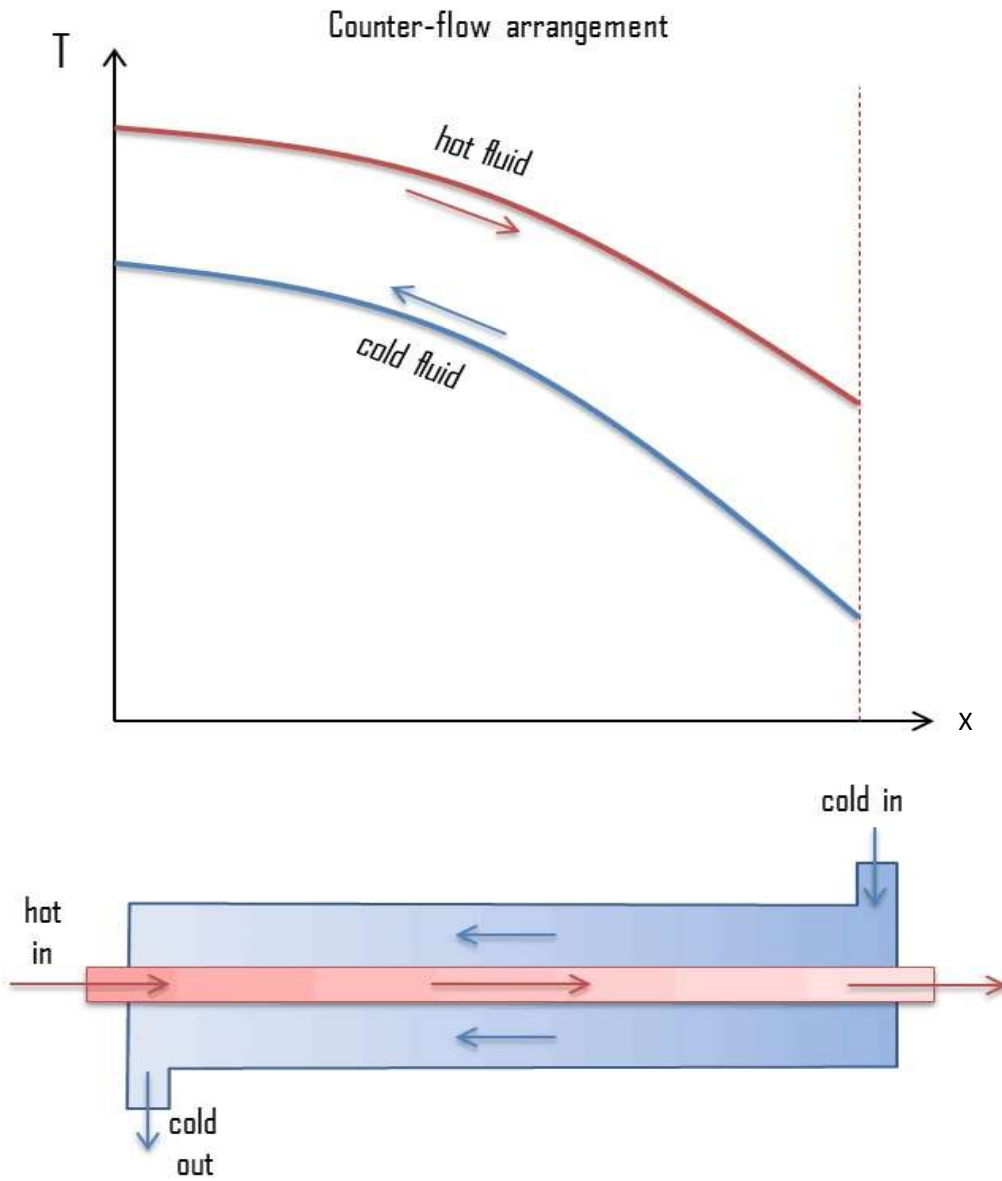 Counter-flow arrangement
T
hot fluid
cold fluid
x
cold in
hot
in
cold
out